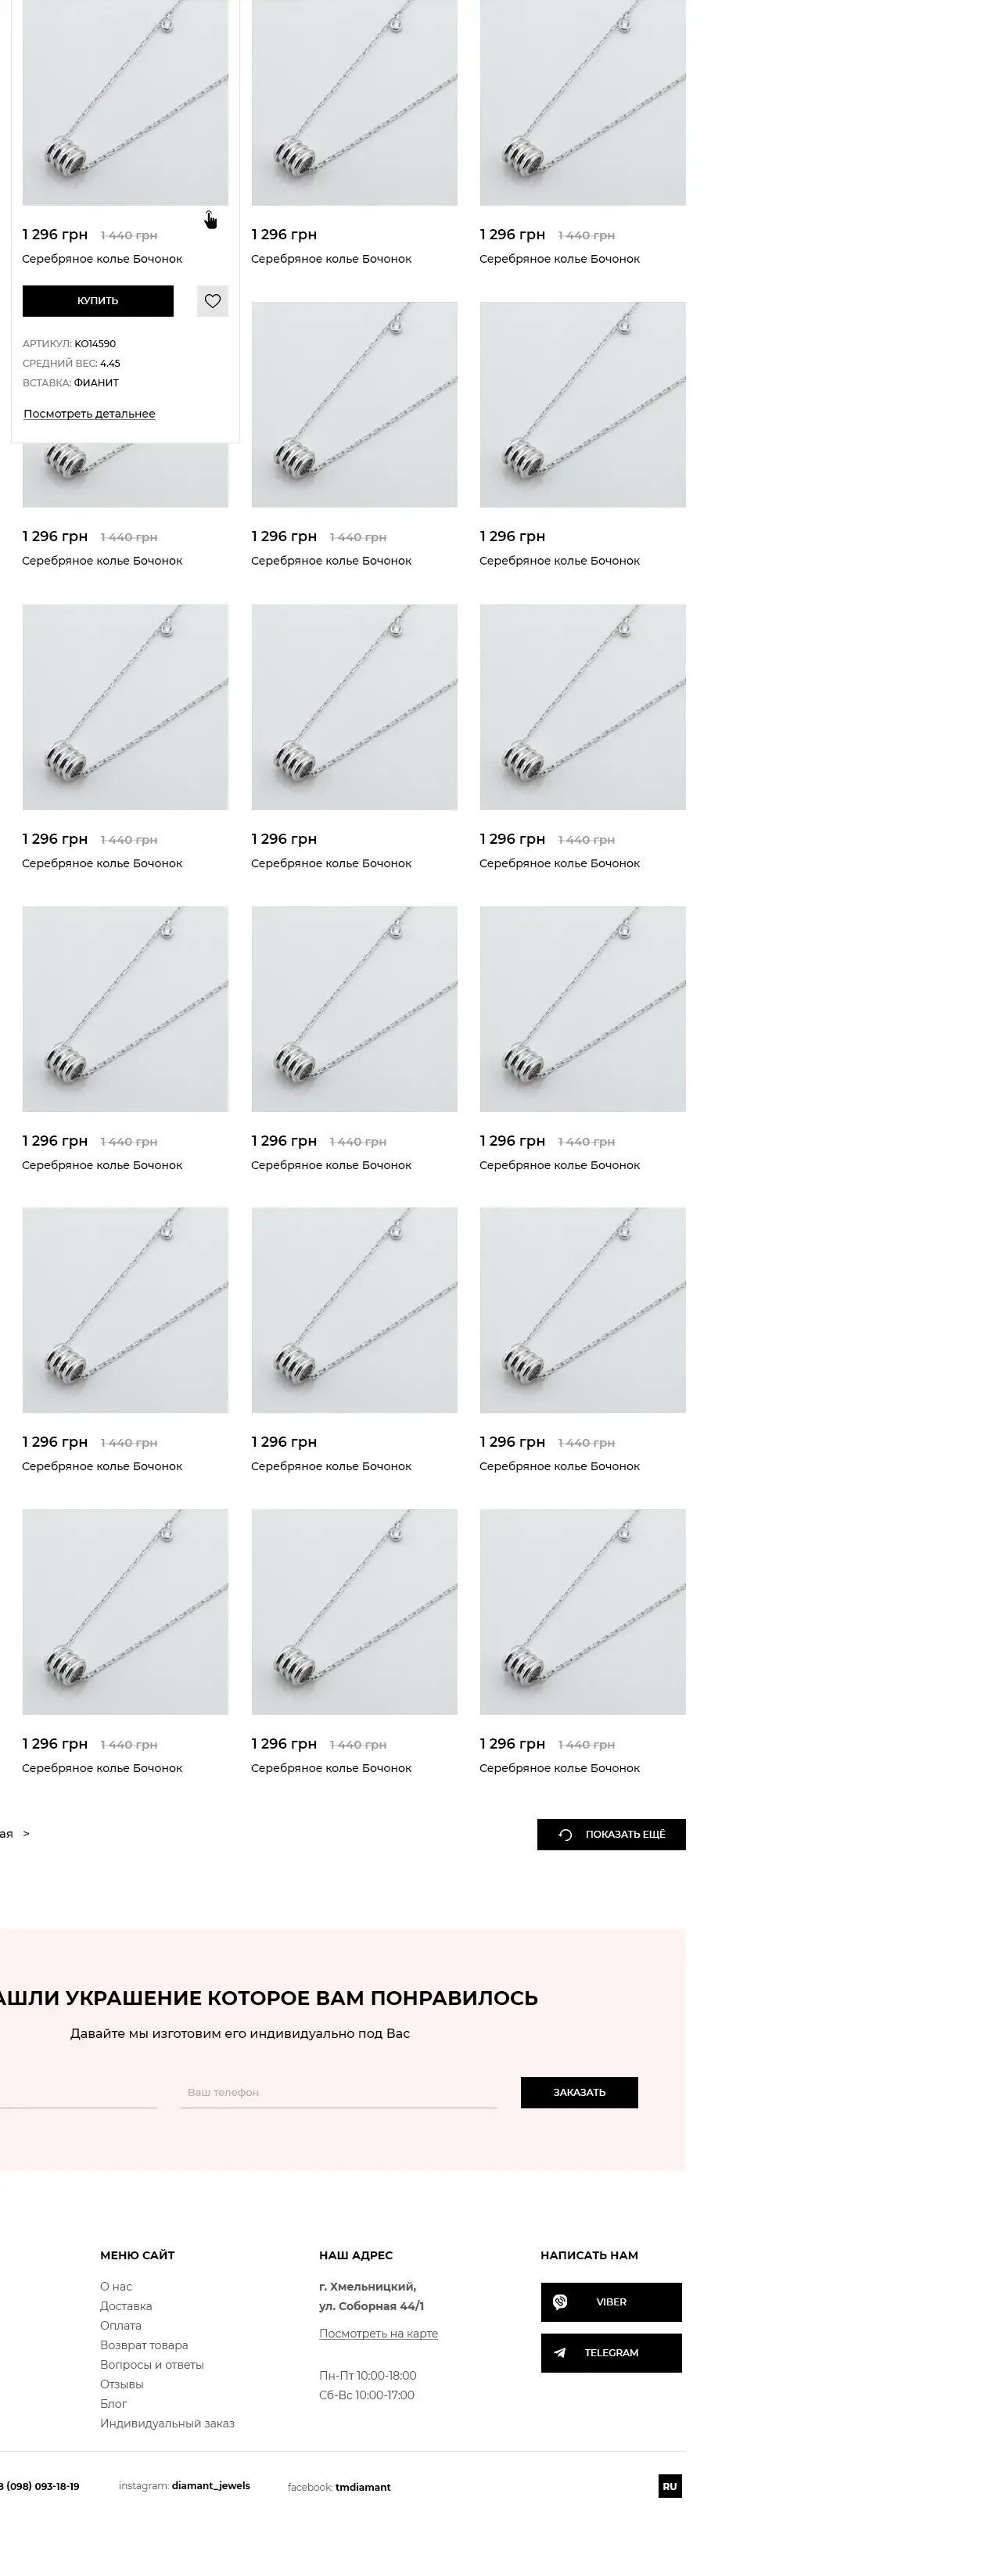 1 296 грн 1 440 грн
Серебряное колье Бочонок
КУПИТЬ
АРТИКУЛ: КО14590
СРЕДНИЙ ВЕС: 4.45
ВСТАВКА: ФИАНИТ
Посмотреть детальнее
1 296 грн
Серебряное колье Бочонок
1 296 грн 1 440 грн
Серебряное колье Бочонок
1 296 грн 1 440 грн
Серебряное колье Бочонок
1 296 грн 1 440 грн
Серебряное колье Бочонок
1 296 грн
Серебряное колье Бочонок
1 296 грн 1 440 грн
Серебряное колье Бочонок
1 296 грн
Серебряное колье Бочонок
1 296 грн 1 440 грн
Серебряное колье Бочонок
1 296 грн 1 440 грн
Серебряное колье Бочонок
1 296 грн 1 440 грн
Серебряное колье Бочонок
1 296 грн 1 440 грн
Серебряное колье Бочонок
1 296 грн 1 440 грн
Серебряное колье Бочонок
1 296 грн
Серебряное колье Бочонок
1 296 грн 1 440 грн
Серебряное колье Бочонок
1 296 грн 1 440 грн
Серебряное колье Бочонок
1 296 грн 1 440 грн
Серебряное колье Бочонок
1 296 грн 1 440 грн
Серебряное колье Бочонок
ая >
ПОКАЗАТЬ ЕЩЁ
АШЛИ УКРАШЕНИЕ КОТОРОЕ ВАМ ПОНРАВИЛОСЬ
Давайте мы изготовим его индивидуально под Вас
Ваш телефон
ЗАКАЗАТЬ
МЕНЮ САЙТ
О нас
Доставка
Оплата
Возврат товара
Вопросы и ответы
Отзывы
Блог
Индивидуальный заказ
НАШ АДРЕС
г. Хмельницкий,
ул. Соборная 44/1
Посмотреть на карте
Пн-Пт 10:00-18:00
Сб-Вс 10:00-17:00
НАПИСАТЬ НАМ
VIBER
TELEGRAM
8 (098) 093-18-19
instagram: diamant_jewels
facebook: tmdiamant
RU